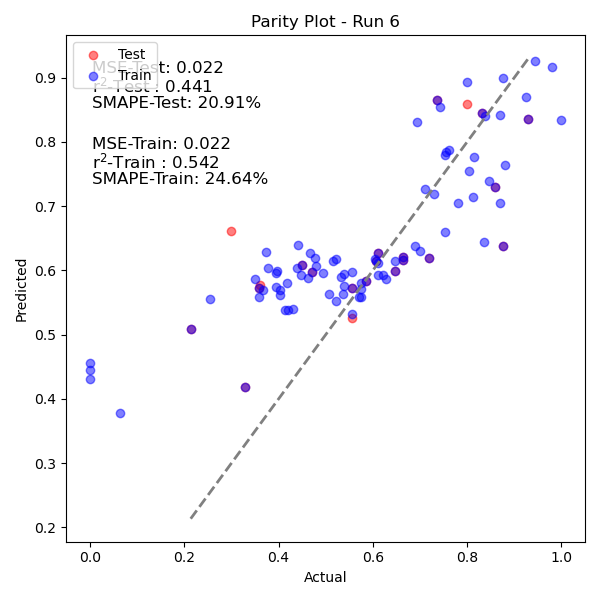 Parity Plot - Run 6
Test
Train
MSE-Test: 0.022
r²-Test : 0.441
SMAPE-Test: 20.91%
MSE-Train: 0.022
r²-Train : 0.542
SMAPE-Train: 24.64%
Predicted
0.9
0.8
0.7
0.6
0.5
0.4
0.3
0.2
0.0
0.2
0.4
0.6
0.8
1.0
Actual